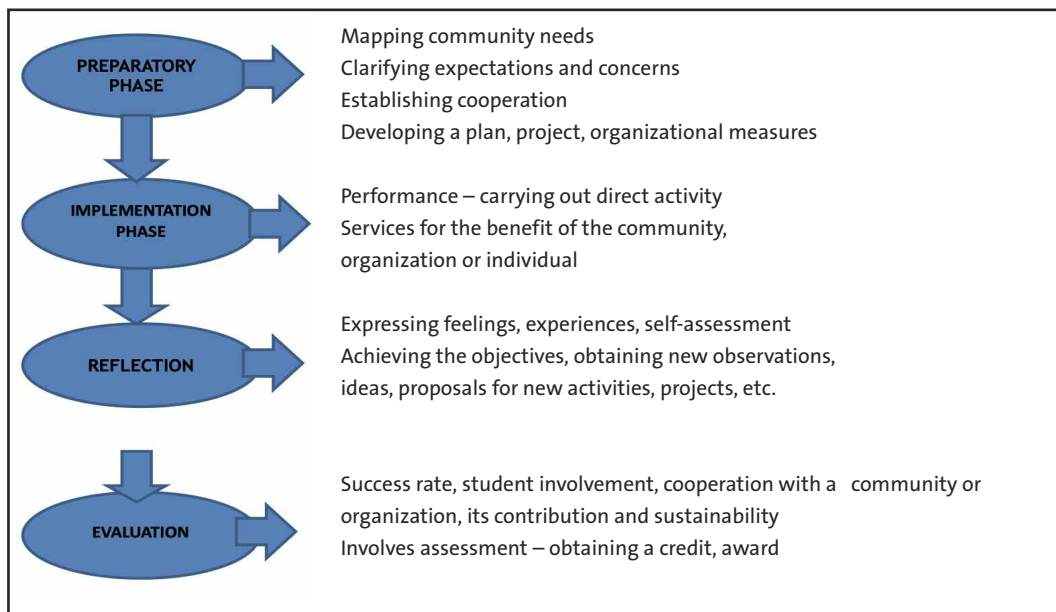 PREPARATORY
PHASE
Mapping community needs
Clarifying expectations and concerns
Establishing cooperation
Developing a plan, project, organizational measures
IMPLEMENTATION
PHASE
Performance – carrying out direct activity
Services for the benefit of the community,
organization or individual
REFLECTION
Expressing feelings, experiences, self-assessment
Achieving the objectives, obtaining new observations,
ideas, proposals for new activities, projects, etc.
EVALUATION
Success rate, student involvement, cooperation with a community or
organization, its contribution and sustainability
Involves assessment – obtaining a credit, award